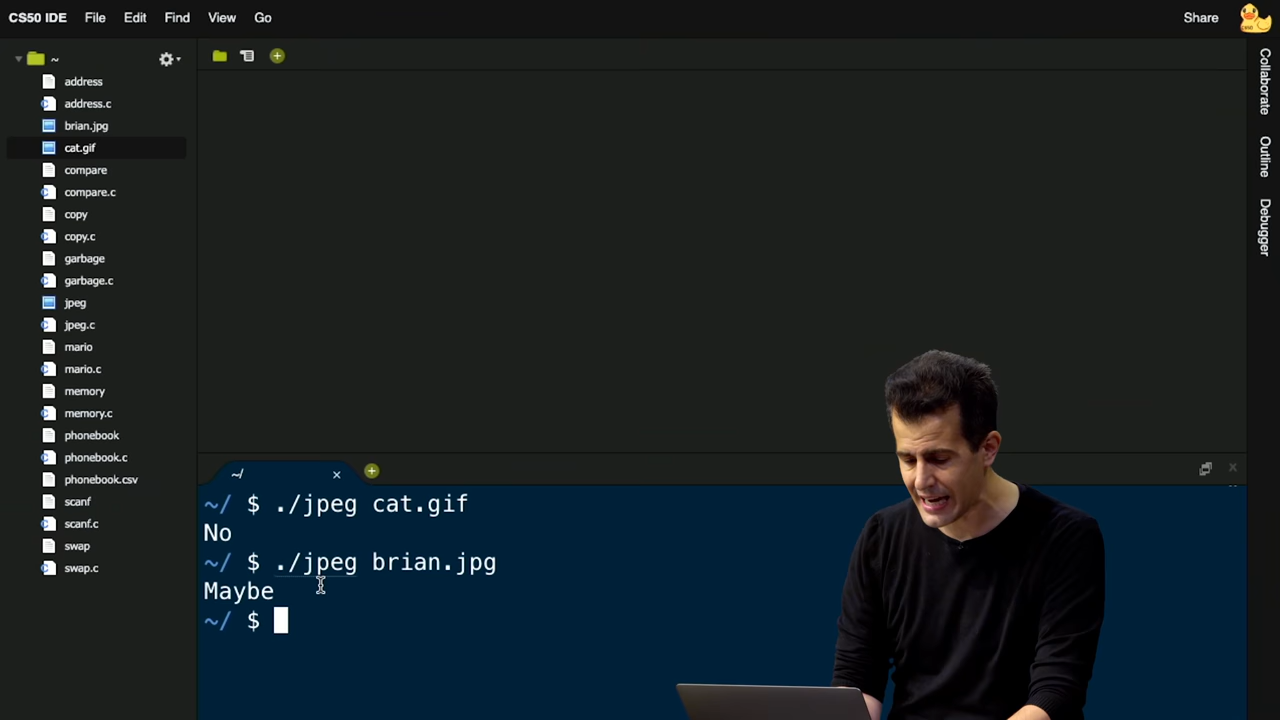 CS50 IDE File Edit Find View Go Share
~
address
address.c
brian.jpg
cat.gif
compare
compare.c
copy
copy.c
garbage
garbage.c
jpeg
jpeg.c
mario
mario.c
memory
memory.c
phonebook
phonebook.c
phonebook.csv
scanf
scanf.c
swap
swap.c
~/
~/ $ ./jpeg cat.gif
No
~/ $ ./jpeg brian.jpg
Maybe
~/ $
Collaborate
Outline
Debugger